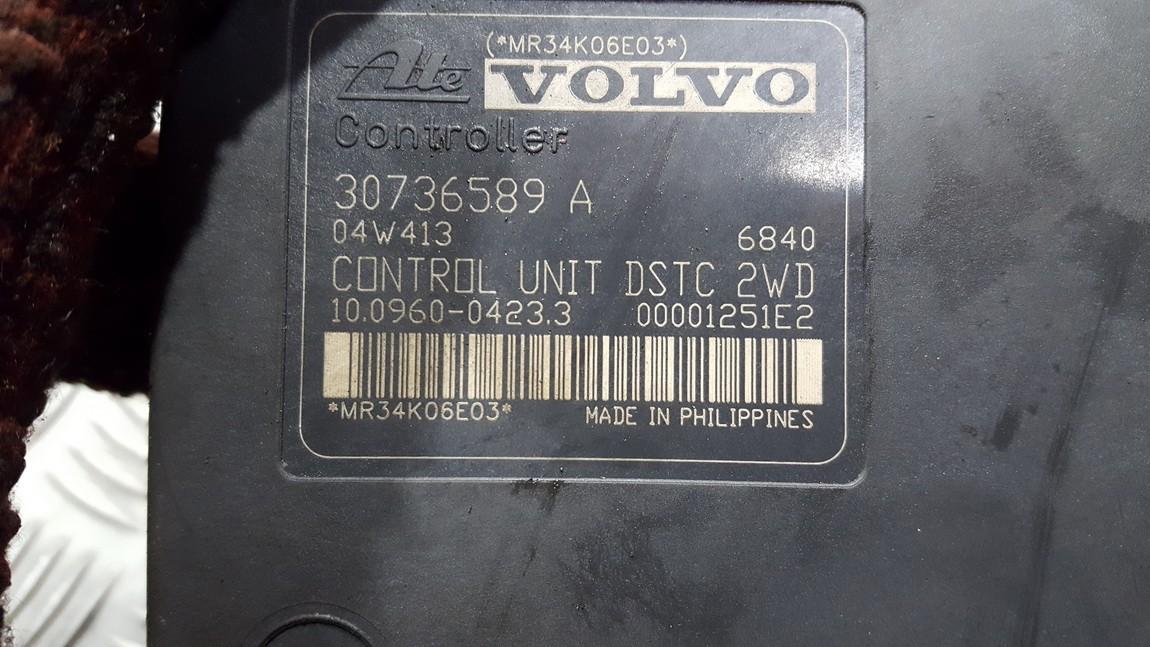 (*MR34K06E03*)
Ate VOLVO
Controller
30736589 A
04W413 6840
CONTROL UNIT DSTC 2WD
10.0960-0423.3 00001251E2
*MR34K06E03* MADE IN PHILIPPINES